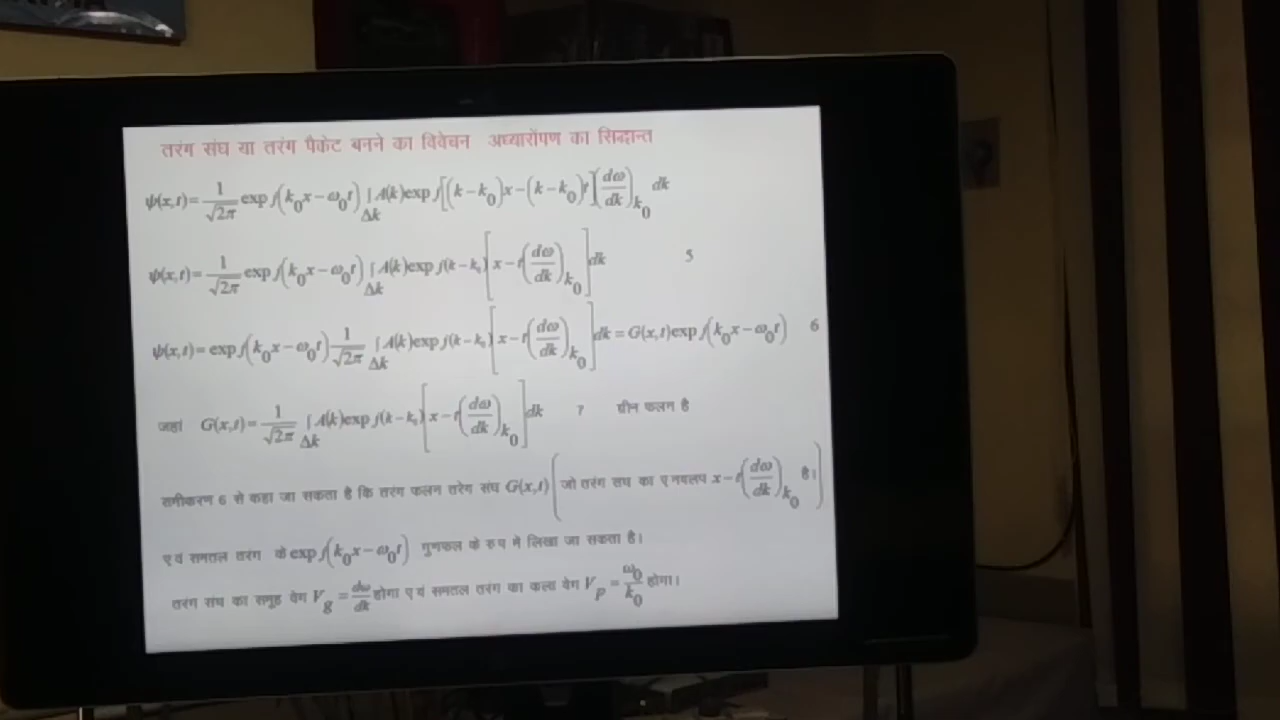 तरंग संघ या तरंग पैकेट बनने का विवेचन अध्यारोंपण का सिद्धान्त
ψ(x,t)= 1/√2π exp j(k₀x−ω₀t) ∫Δk A(k)exp j[(k−k₀)x−(k−k₀)t](dω/dk)k₀ dk
ψ(x,t)= 1/√2π exp j(k₀x−ω₀t) ∫Δk A(k)exp j(k−k₀)[x−t(dω/dk)k₀]dk 5
ψ(x,t)= exp j(k₀x−ω₀t) 1/√2π ∫Δk A(k)exp j(k−k₀)[x−t(dω/dk)k₀]dk = G(x,t)exp j(k₀x−ω₀t) 6
जहां G(x,t)= 1/√2π ∫Δk A(k)exp j(k−k₀)[x−t(dω/dk)k₀]dk 7 ग्रीन फलन है
समीकरण 6 से कहा जा सकता है कि तरंग फलन तरेग संघ G(x,t)(जो तरंग संघ का एनवलप x−t(dω/dk)k₀ है।)
एवं समतल तरंग के exp j(k₀x−ω₀t) गुणफल के रुप में लिखा जा सकता है।
तरंग संघ का समूह वेग Vg = dω/dk होगा एवं समतल तरंग का कला वेग Vp = ω₀/k₀ होगा।